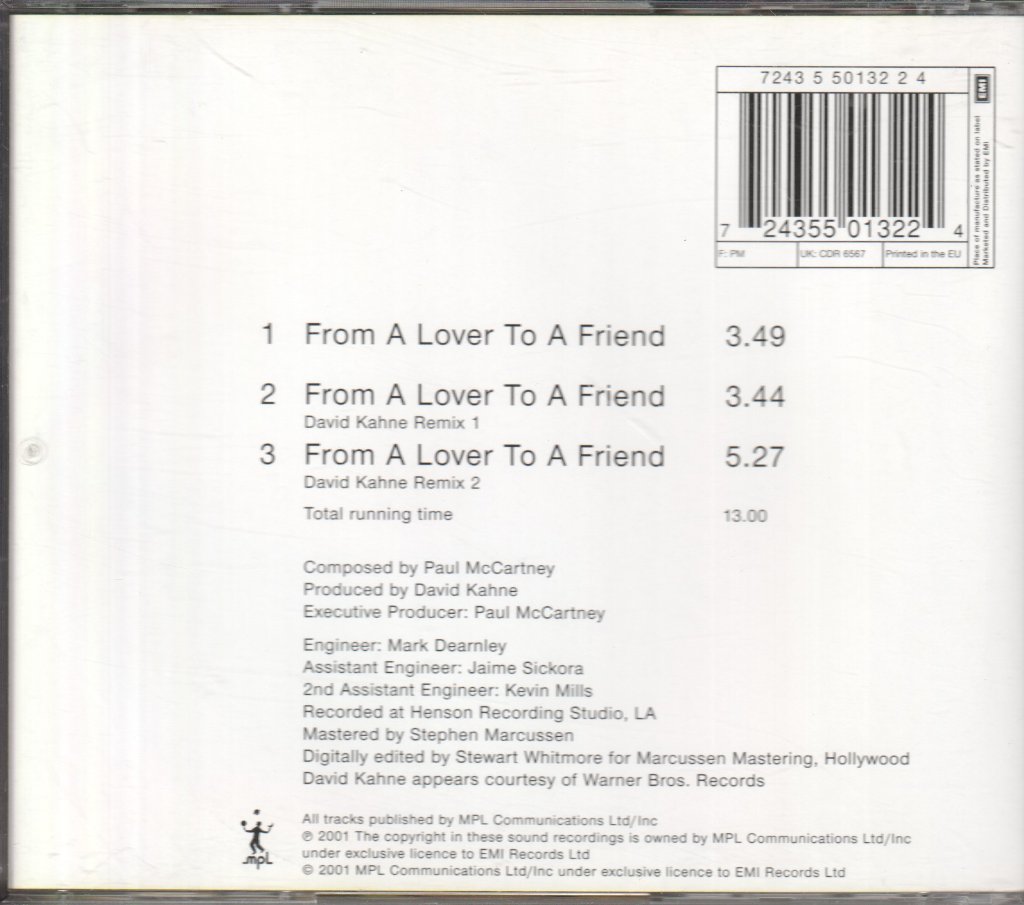 7243 5 50132 2 4
EMI
7 24355 01322 4
F: PM UK: CDR 6567 Printed in the EU
Place of manufacture as stated on label
Marketed and Distributed by EMI
1 From A Lover To A Friend 3.49
2 From A Lover To A Friend 3.44
David Kahne Remix 1
3 From A Lover To A Friend 5.27
David Kahne Remix 2
Total running time 13.00
Composed by Paul McCartney
Produced by David Kahne
Executive Producer: Paul McCartney
Engineer: Mark Dearnley
Assistant Engineer: Jaime Sickora
2nd Assistant Engineer: Kevin Mills
Recorded at Henson Recording Studio, LA
Mastered by Stephen Marcussen
Digitally edited by Stewart Whitmore for Marcussen Mastering, Hollywood
David Kahne appears courtesy of Warner Bros. Records
mpL
All tracks published by MPL Communications Ltd/Inc
℗ 2001 The copyright in these sound recordings is owned by MPL Communications Ltd/Inc
under exclusive licence to EMI Records Ltd
© 2001 MPL Communications Ltd/Inc under exclusive licence to EMI Records Ltd